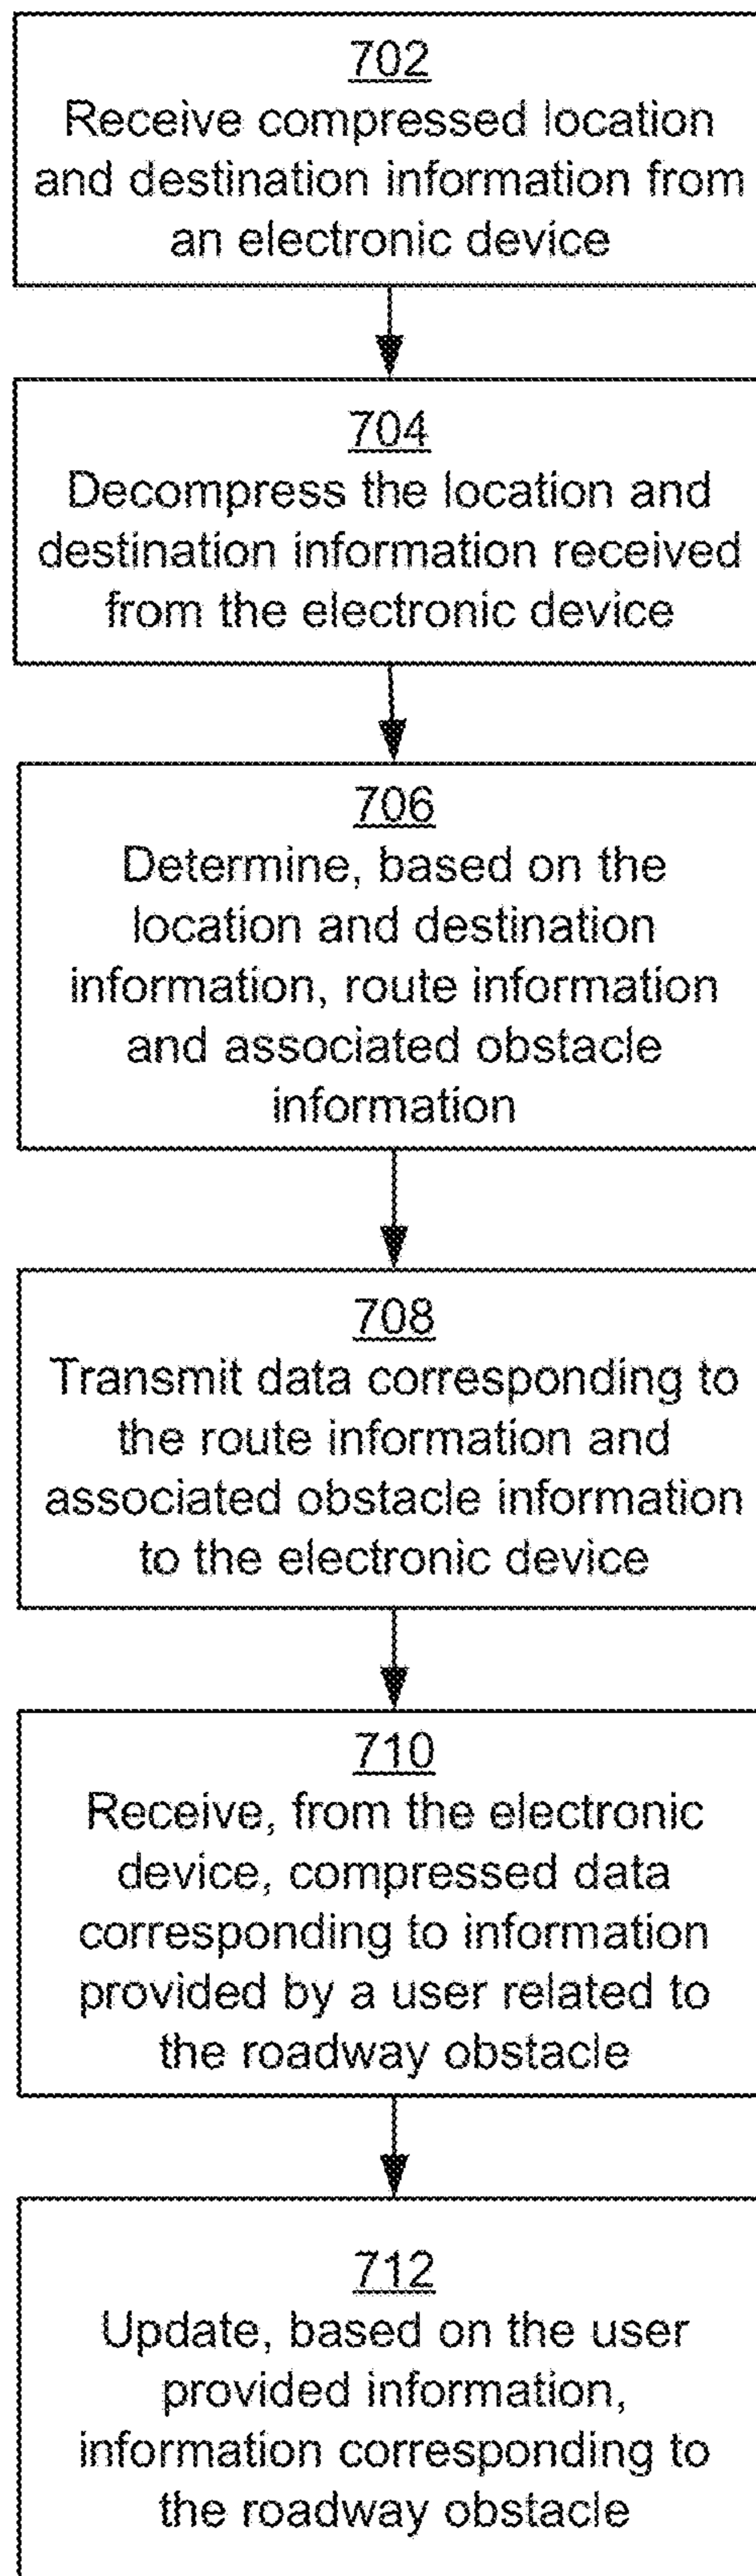 702
Receive compressed location
and destination information from
an electronic device
704
Decompress the location and
destination information received
from the electronic device
706
Determine, based on the
location and destination
information, route information
and associated obstacle
information
708
Transmit data corresponding to
the route information and
associated obstacle information
to the electronic device
710
Receive, from the electronic
device, compressed data
corresponding to information
provided by a user related to
the roadway obstacle
712
Update, based on the user
provided information,
information corresponding to
the roadway obstacle